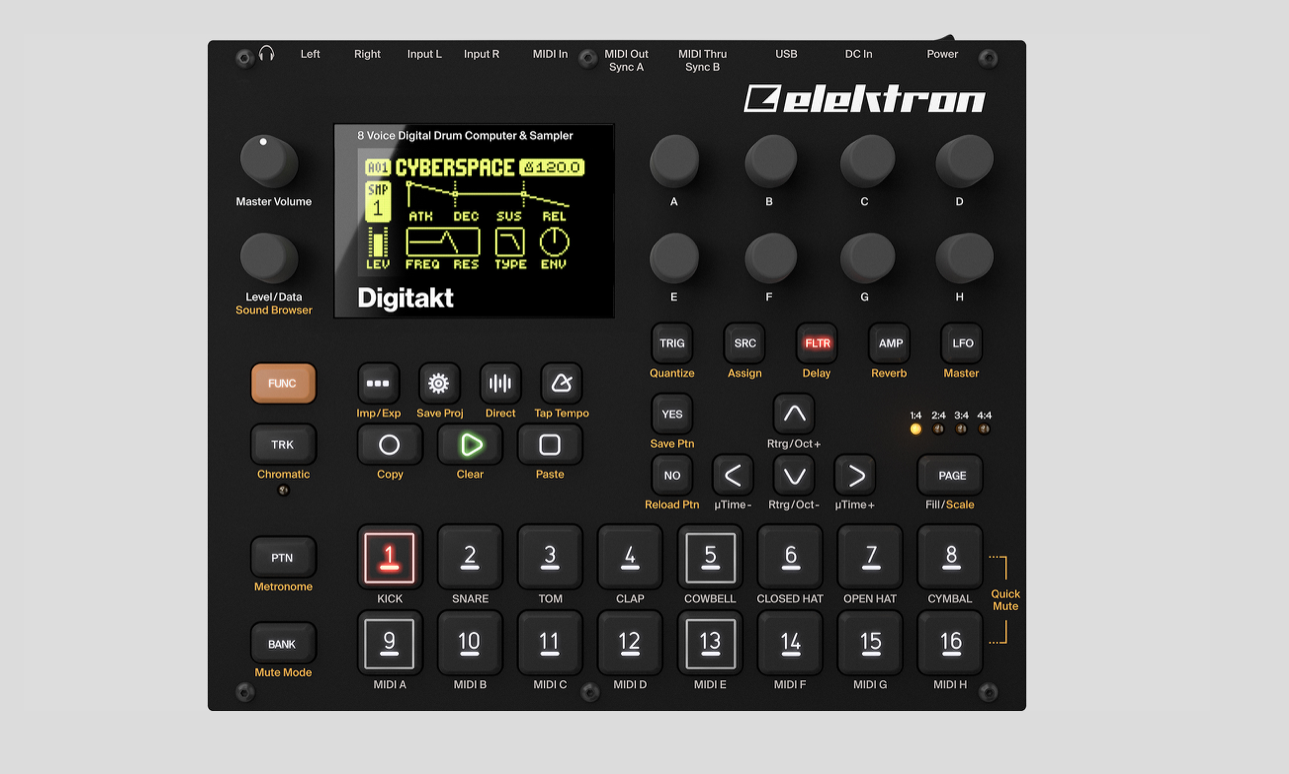 Left Right Input L Input R MIDI In MIDI Out MIDI Thru USB DC In Power
Sync A Sync B
elektron
8 Voice Digital Drum Computer & Sampler
A01 CYBERSPACE 120.0
SMP
1
ATK DEC SUS REL
LEV FREQ RES TYPE ENV
Digitakt
Master Volume
Level/Data
Sound Browser
A B C D
E F G H
TRIG SRC FLTR AMP LFO
Quantize Assign Delay Reverb Master
FUNC
Imp/Exp Save Proj Direct Tap Tempo
YES
Save Ptn Rtrg/Oct+
1:4 2:4 3:4 4:4
TRK
Chromatic Copy Clear Paste
NO PAGE
Reload Ptn µTime- Rtrg/Oct- µTime+ Fill/Scale
PTN
Metronome
1 2 3 4 5 6 7 8
KICK SNARE TOM CLAP COWBELL CLOSED HAT OPEN HAT CYMBAL
Quick
Mute
BANK
Mute Mode
9 10 11 12 13 14 15 16
MIDI A MIDI B MIDI C MIDI D MIDI E MIDI F MIDI G MIDI H